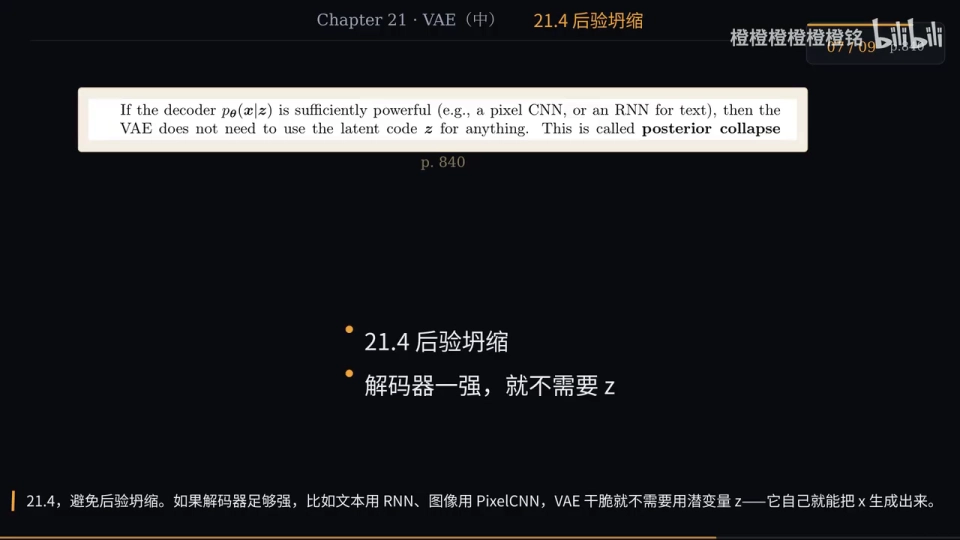 Chapter 21 · VAE（中） 21.4 后验坍缩
橙橙橙橙橙橙铭 bilibili
07 / 09 p.840
If the decoder pθ(x|z) is sufficiently powerful (e.g., a pixel CNN, or an RNN for text), then the
VAE does not need to use the latent code z for anything. This is called posterior collapse
p. 840
• 21.4 后验坍缩
• 解码器一强，就不需要 z
21.4，避免后验坍缩。如果解码器足够强，比如文本用 RNN、图像用 PixelCNN，VAE 干脆就不需要用潜变量 z——它自己就能把 x 生成出来。